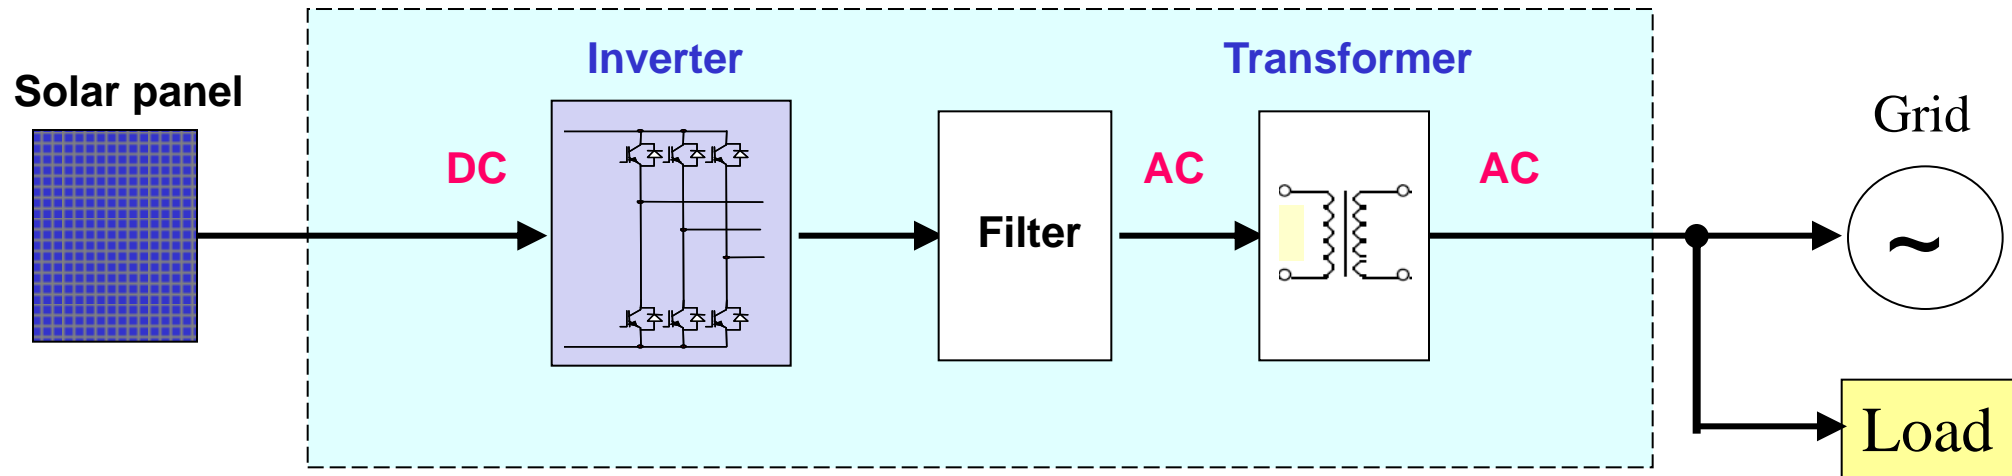 Solar panel
Inverter
Transformer
Grid
DC
AC
AC
Filter
~
Load